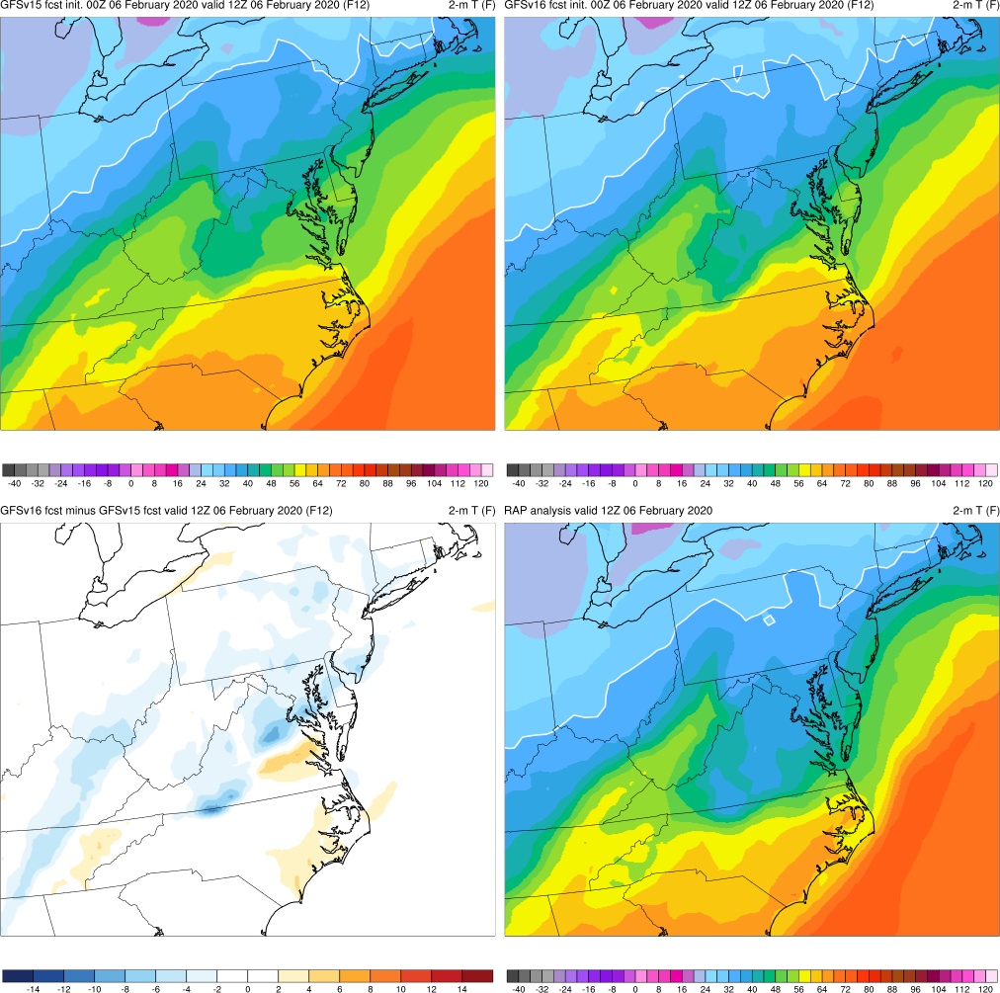 GFSv15 fcst init. 00Z 06 February 2020 valid 12Z 06 February 2020 (F12) 2-m T (F)
-40 -32 -24 -16 -8 0 8 16 24 32 40 48 56 64 72 80 88 96 104 112 120
GFSv16 fcst init. 00Z 06 February 2020 valid 12Z 06 February 2020 (F12) 2-m T (F)
-40 -32 -24 -16 -8 0 8 16 24 32 40 48 56 64 72 80 88 96 104 112 120
GFSv16 fcst minus GFSv15 fcst valid 12Z 06 February 2020 (F12) 2-m T (F)
-14 -12 -10 -8 -6 -4 -2 0 2 4 6 8 10 12 14
RAP analysis valid 12Z 06 February 2020 2-m T (F)
-40 -32 -24 -16 -8 0 8 16 24 32 40 48 56 64 72 80 88 96 104 112 120